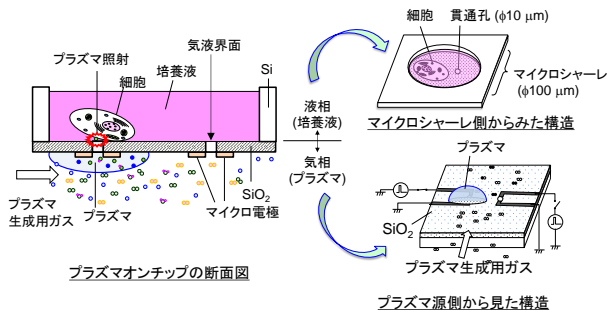 プラズマ照射
細胞
培養液
気液界面
Si
プラズマ
生成用ガス
プラズマ
マイクロ電極
SiO2
プラズマオンチップの断面図
液相
(培養液)
気相
(プラズマ)
細胞
貫通孔 (φ10 μm)
マイクロシャーレ
(φ100 μm)
マイクロシャーレ側からみた構造
プラズマ
SiO2
プラズマ生成用ガス
プラズマ源側から見た構造